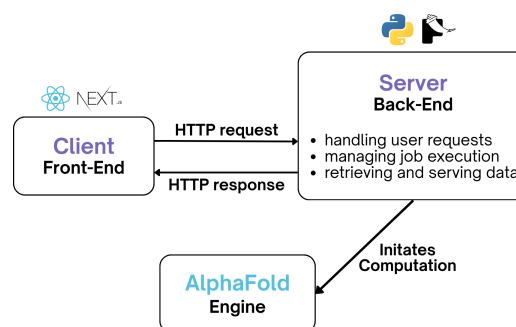 NEXT.JS
Client
Front-End
HTTP request
HTTP response
Server
Back-End
• handling user requests
• managing job execution
• retrieving and serving data
Initates
Computation
AlphaFold
Engine